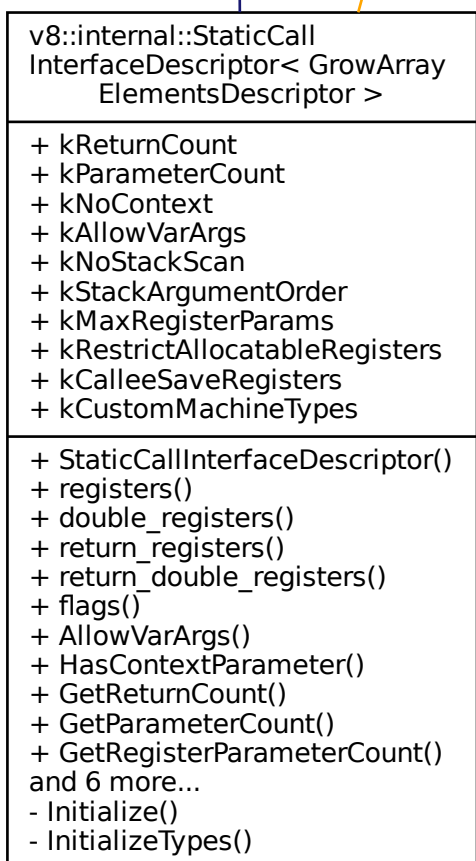 v8::internal::StaticCall
InterfaceDescriptor< GrowArray
ElementsDescriptor >
+ kReturnCount
+ kParameterCount
+ kNoContext
+ kAllowVarArgs
+ kNoStackScan
+ kStackArgumentOrder
+ kMaxRegisterParams
+ kRestrictAllocatableRegisters
+ kCalleeSaveRegisters
+ kCustomMachineTypes
+ StaticCallInterfaceDescriptor()
+ registers()
+ double_registers()
+ return_registers()
+ return_double_registers()
+ flags()
+ AllowVarArgs()
+ HasContextParameter()
+ GetReturnCount()
+ GetParameterCount()
+ GetRegisterParameterCount()
and 6 more...
- Initialize()
- InitializeTypes()